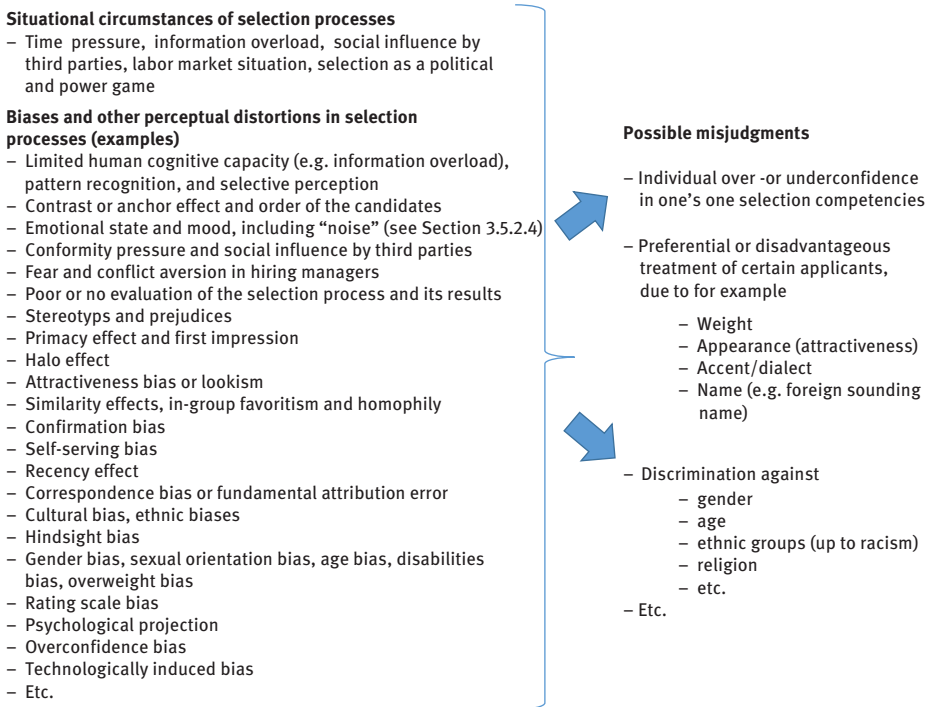 Situational circumstances of selection processes
– Time pressure, information overload, social influence by
third parties, labor market situation, selection as a political
and power game
Biases and other perceptual distortions in selection
processes (examples)
– Limited human cognitive capacity (e.g. information overload),
pattern recognition, and selective perception
– Contrast or anchor effect and order of the candidates
– Emotional state and mood, including “noise” (see Section 3.5.2.4)
– Conformity pressure and social influence by third parties
– Fear and conflict aversion in hiring managers
– Poor or no evaluation of the selection process and its results
– Stereotyps and prejudices
– Primacy effect and first impression
– Halo effect
– Attractiveness bias or lookism
– Similarity effects, in-group favoritism and homophily
– Confirmation bias
– Self-serving bias
– Recency effect
– Correspondence bias or fundamental attribution error
– Cultural bias, ethnic biases
– Hindsight bias
– Gender bias, sexual orientation bias, age bias, disabilities
bias, overweight bias
– Rating scale bias
– Psychological projection
– Overconfidence bias
– Technologically induced bias
– Etc.
Possible misjudgments
– Individual over -or underconfidence
in one’s one selection competencies
– Preferential or disadvantageous
treatment of certain applicants,
due to for example
– Weight
– Appearance (attractiveness)
– Accent/dialect
– Name (e.g. foreign sounding
name)
– Discrimination against
– gender
– age
– ethnic groups (up to racism)
– religion
– etc.
– Etc.